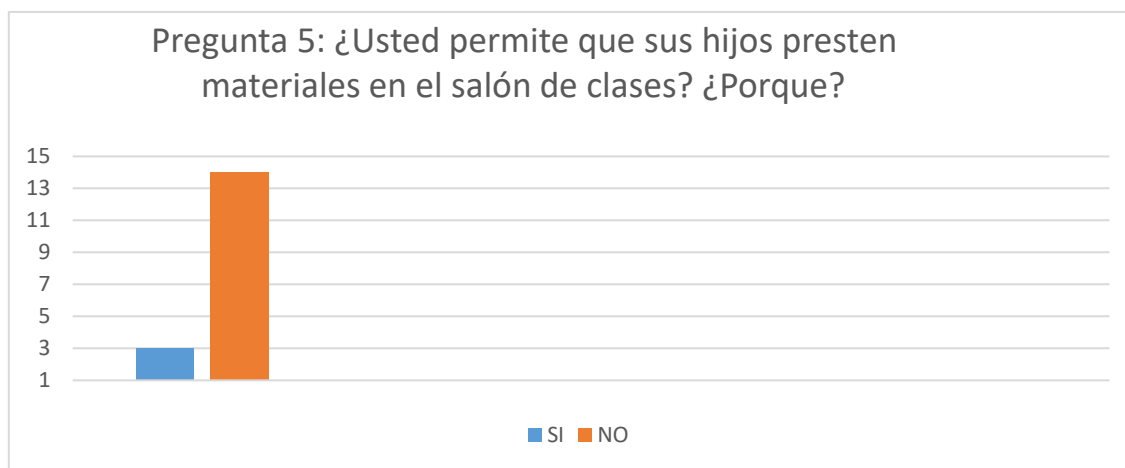 Pregunta 5: ¿Usted permite que sus hijos presten
materiales en el salón de clases? ¿Porque?
15
13
11
9
7
5
3
1
SI NO